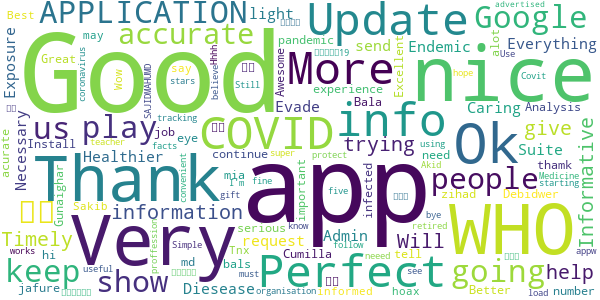 Best may APPLICATION light Update Google advertised
Great coronavirus accurate pandemic send Endemic Everything
Exposure Wow say More Excellent alot Use Covit
Good nice
stars Awesome Hhhh believe Still experience
SAJIDMAHUMD Evade Bala Caring Analysis
us play COVID info Ok give Suite
acurate tracking job trying need thamk
Necessary Install eye facts
teacher Healthier continue Informative
Thank app people WHO
Gunaighar convenient mia I'm gift super fine important five protect infected using Akid Medicine starting
Very Perfect Will going
Sakib information serious Admin zihad Debidwer
Timely proffession Simple request Cumilla tell bye retired help
keep show Tnx know follow neeed see Better appw
hi md bals
works jafure useful Diesease must organisation informed hoax load number hope